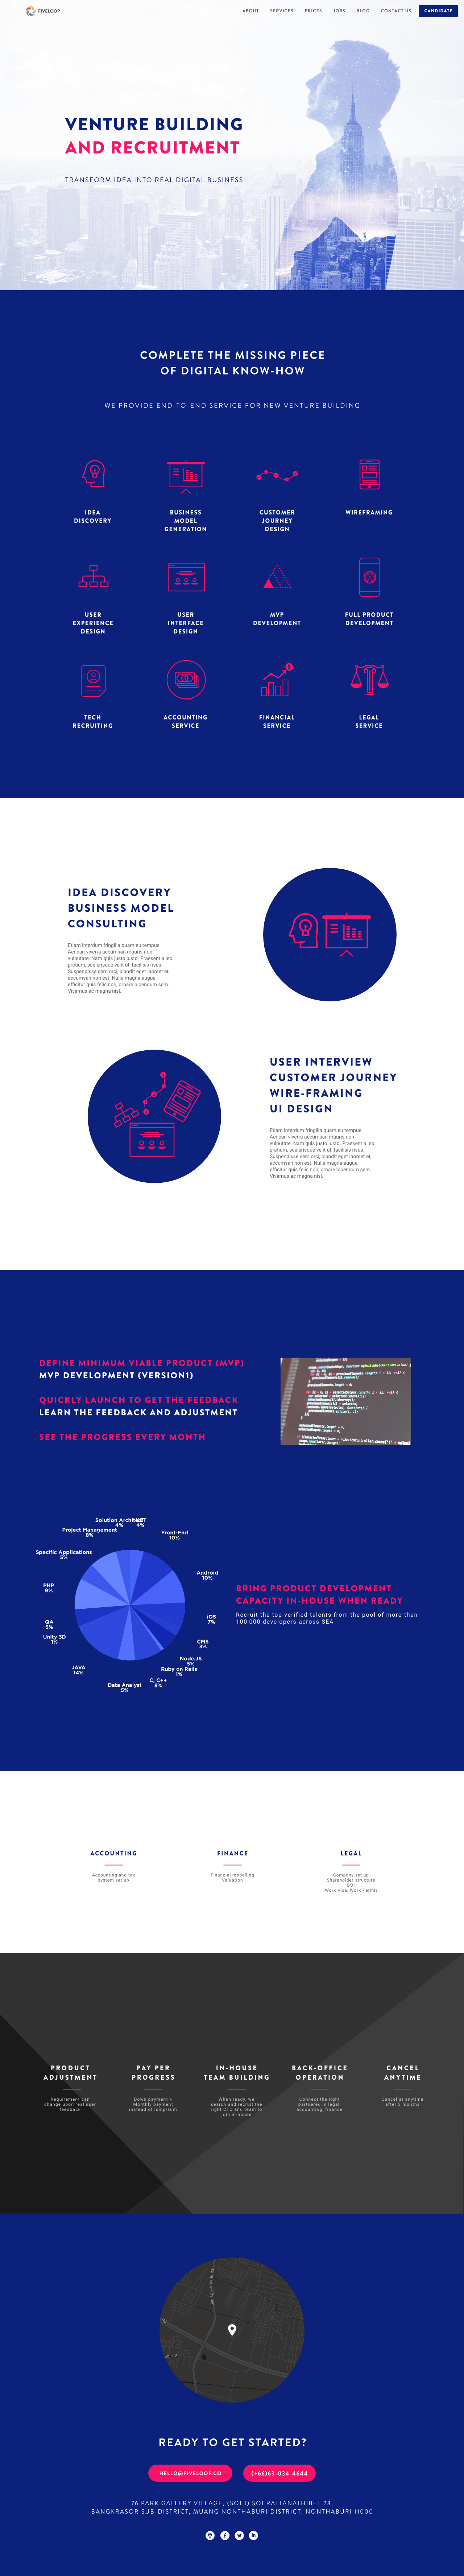 FIVELOOP
ABOUT SERVICES PRICES JOBS BLOG CONTACT US CANDIDATE
VENTURE BUILDING
AND RECRUITMENT
TRANSFORM IDEA INTO REAL DIGITAL BUSINESS
COMPLETE THE MISSING PIECE
OF DIGITAL KNOW-HOW
WE PROVIDE END-TO-END SERVICE FOR NEW VENTURE BUILDING
IDEA
DISCOVERY
BUSINESS
MODEL
GENERATION
CUSTOMER
JOURNEY
DESIGN
WIREFRAMING
USER
EXPERIENCE
DESIGN
USER
INTERFACE
DESIGN
MVP
DEVELOPMENT
FULL PRODUCT
DEVELOPMENT
TECH
RECRUITING
ACCOUNTING
SERVICE
FINANCIAL
SERVICE
LEGAL
SERVICE
IDEA DISCOVERY
BUSINESS MODEL
CONSULTING
Etiam interdum fringilla quam eu tempus.
Aenean viverra accumsan mauris non
vulputate. Nam quis justo justo. Praesent a leo
pretium, scelerisque velit ut, facilisis risus.
Suspendisse sem orci, blandit eget laoreet et,
accumsan non est. Nulla magna augue,
efficitur quis felis non, ornare bibendum sem.
Vivamus ac magna nisl.
USER INTERVIEW
CUSTOMER JOURNEY
WIRE-FRAMING
UI DESIGN
Etiam interdum fringilla quam eu tempus.
Aenean viverra accumsan mauris non
vulputate. Nam quis justo justo. Praesent a leo
pretium, scelerisque velit ut, facilisis risus.
Suspendisse sem orci, blandit eget laoreet et,
accumsan non est. Nulla magna augue,
efficitur quis felis non, ornare bibendum sem.
Vivamus ac magna nisl.
DEFINE MINIMUM VIABLE PRODUCT (MVP)
MVP DEVELOPMENT (VERSION1)
QUICKLY LAUNCH TO GET THE FEEDBACK
LEARN THE FEEDBACK AND ADJUSTMENT
SEE THE PROGRESS EVERY MONTH
Solution Architect
4%
.NET
4%
Front-End
10%
Android
10%
iOS
7%
CMS
3%
Node.JS
5%
Ruby on Rails
1%
C, C++
8%
Data Analyst
5%
JAVA
14%
Unity 3D
1%
QA
5%
PHP
9%
Specific Applications
5%
Project Management
8%
BRING PRODUCT DEVELOPMENT
CAPACITY IN-HOUSE WHEN READY
Recruit the top verified talents from the pool of more-than
100,000 developers across SEA
ACCOUNTING
Accounting and tax
system set up
FINANCE
Financial modelling
Valuation
LEGAL
Company set up
Shareholder structure
BOI
Work Visa, Work Permit
PRODUCT
ADJUSTMENT
Requirement can
change upon real user
feedback
PAY PER
PROGRESS
Down payment +
Monthly payment
instead of lump sum
IN-HOUSE
TEAM BUILDING
When ready, we
search and recruit the
right CTO and team to
join in-house
BACK-OFFICE
OPERATION
Connect the right
partnered in legal,
accounting, finance
CANCEL
ANYTIME
Cancel at anytime
after 3 months
READY TO GET STARTED?
HELLO@FIVELOOP.CO
(+66)63-034-4644
76 PARK GALLERY VILLAGE, (SOI 1) SOI RATTANATHIBET 28,
BANGKRASOR SUB-DISTRICT, MUANG NONTHABURI DISTRICT, NONTHABURI 11000